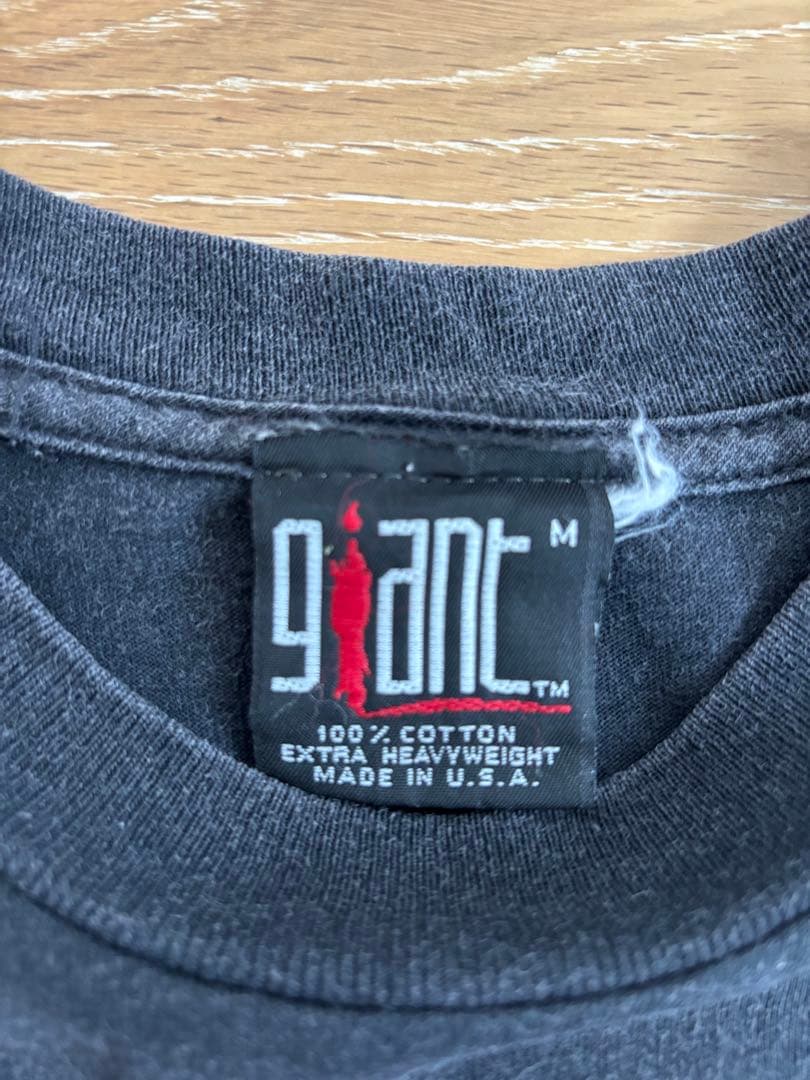 giant M
TM
100% COTTON
EXTRA HEAVYWEIGHT
MADE IN U.S.A.